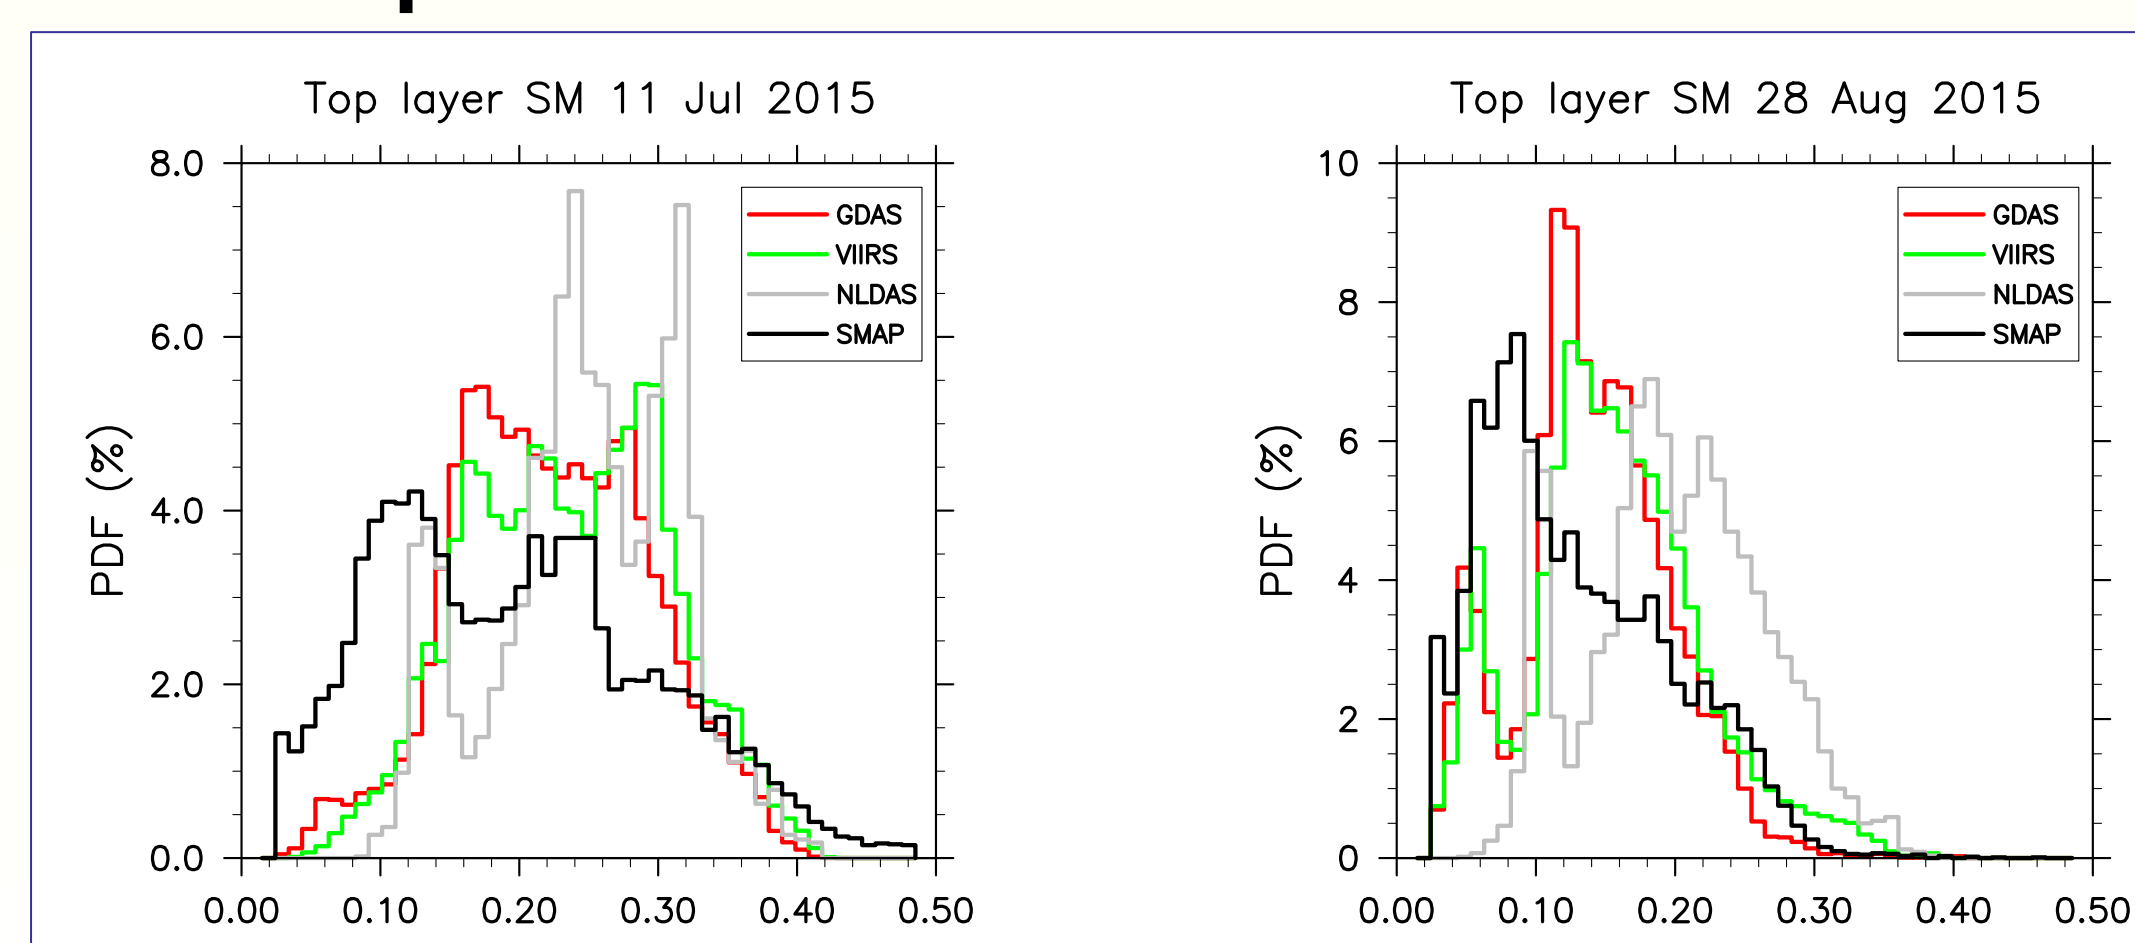 Top layer SM 11 Jul 2015
8.0
6.0
4.0
2.0
0.0
PDF (%)
GDAS
VIIRS
NLDAS
SMAP
0.00 0.10 0.20 0.30 0.40 0.50
Top layer SM 28 Aug 2015
10
8
6
4
2
0
PDF (%)
GDAS
VIIRS
NLDAS
SMAP
0.00 0.10 0.20 0.30 0.40 0.50